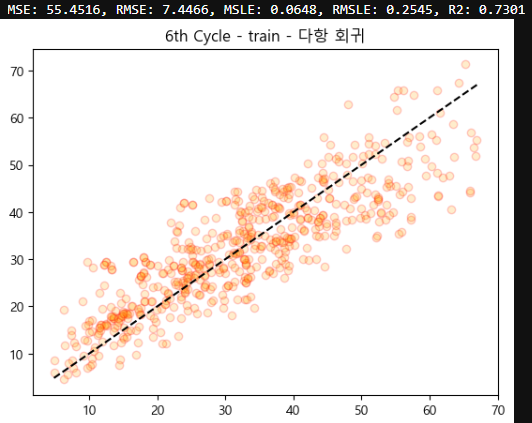 MSE: 55.4516, RMSE: 7.4466, MSLE: 0.0648, RMSLE: 0.2545, R2: 0.7301
6th Cycle - train - 다항 회귀
70
60
50
40
30
20
10
10 20 30 40 50 60 70